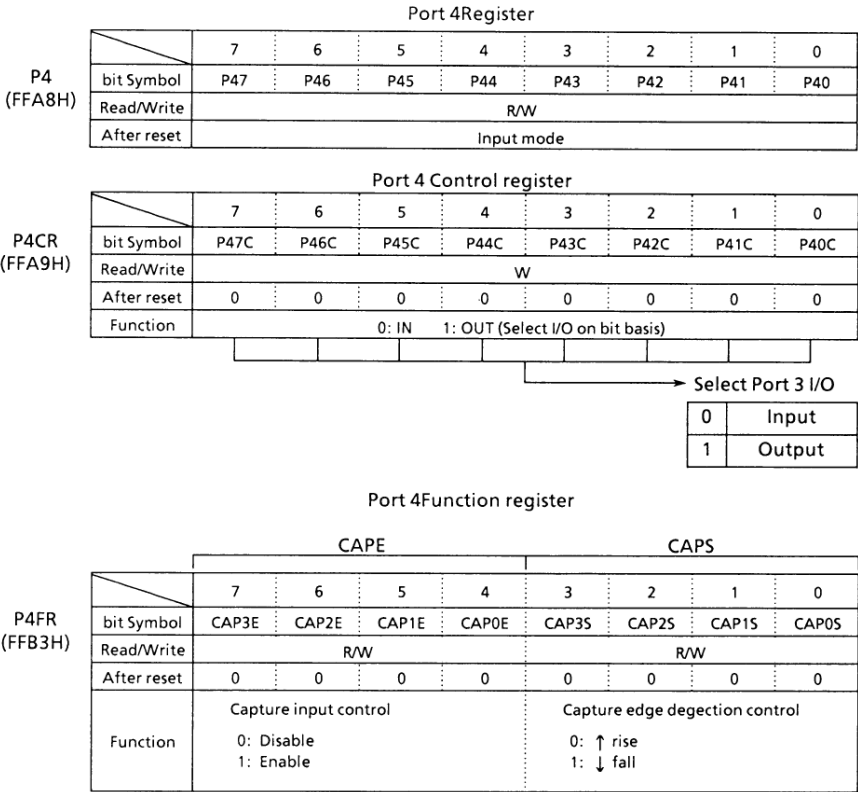 Port 4Register
7 6 5 4 3 2 1 0
P4
(FFA8H)
bit Symbol P47 P46 P45 P44 P43 P42 P41 P40
Read/Write R/W
After reset Input mode
Port 4 Control register
7 6 5 4 3 2 1 0
P4CR
(FFA9H)
bit Symbol P47C P46C P45C P44C P43C P42C P41C P40C
Read/Write W
After reset 0 0 0 0 0 0 0 0
Function 0: IN 1: OUT (Select I/O on bit basis)
Select Port 3 I/O
0 Input
1 Output
Port 4Function register
CAPE CAPS
7 6 5 4 3 2 1 0
P4FR
(FFB3H)
bit Symbol CAP3E CAP2E CAP1E CAP0E CAP3S CAP2S CAP1S CAP0S
Read/Write R/W R/W
After reset 0 0 0 0 0 0 0 0
Function
Capture input control Capture edge degection control
0: Disable 0: ↑ rise
1: Enable 1: ↓ fall